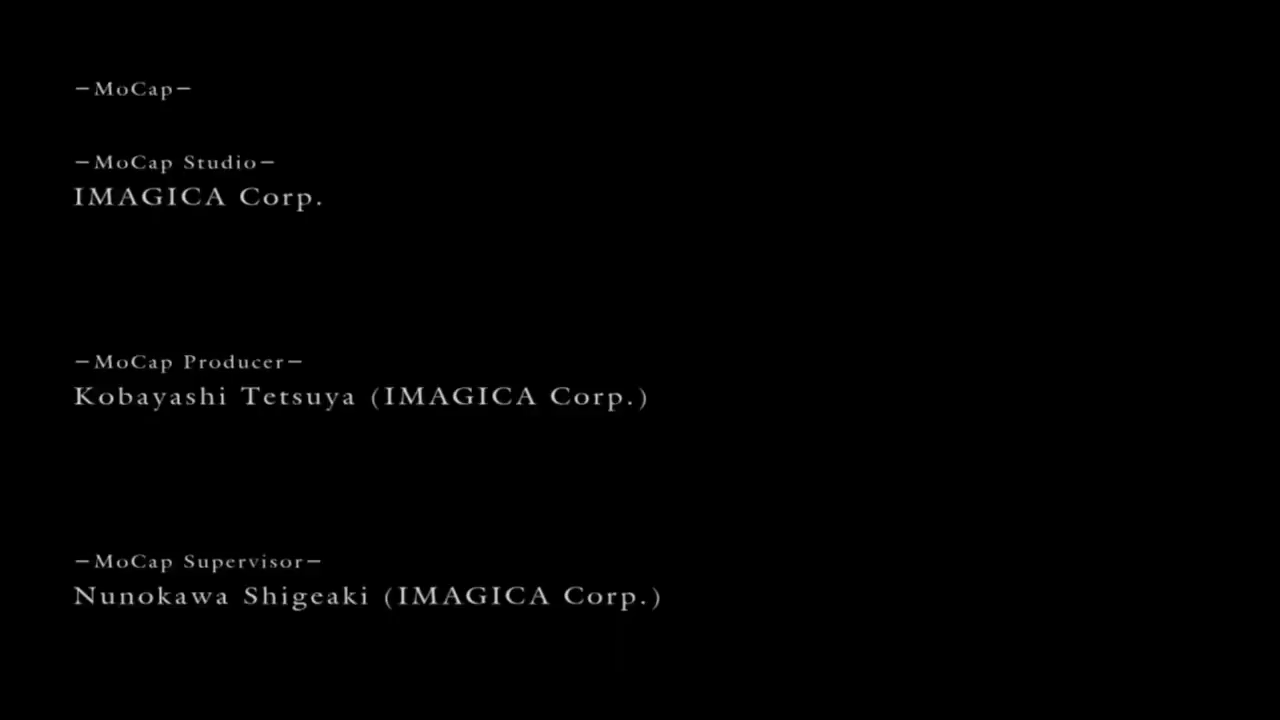 −MoCap−
−MoCap Studio−
IMAGICA Corp.
−MoCap Producer−
Kobayashi Tetsuya (IMAGICA Corp.)
−MoCap Supervisor−
Nunokawa Shigeaki (IMAGICA Corp.)